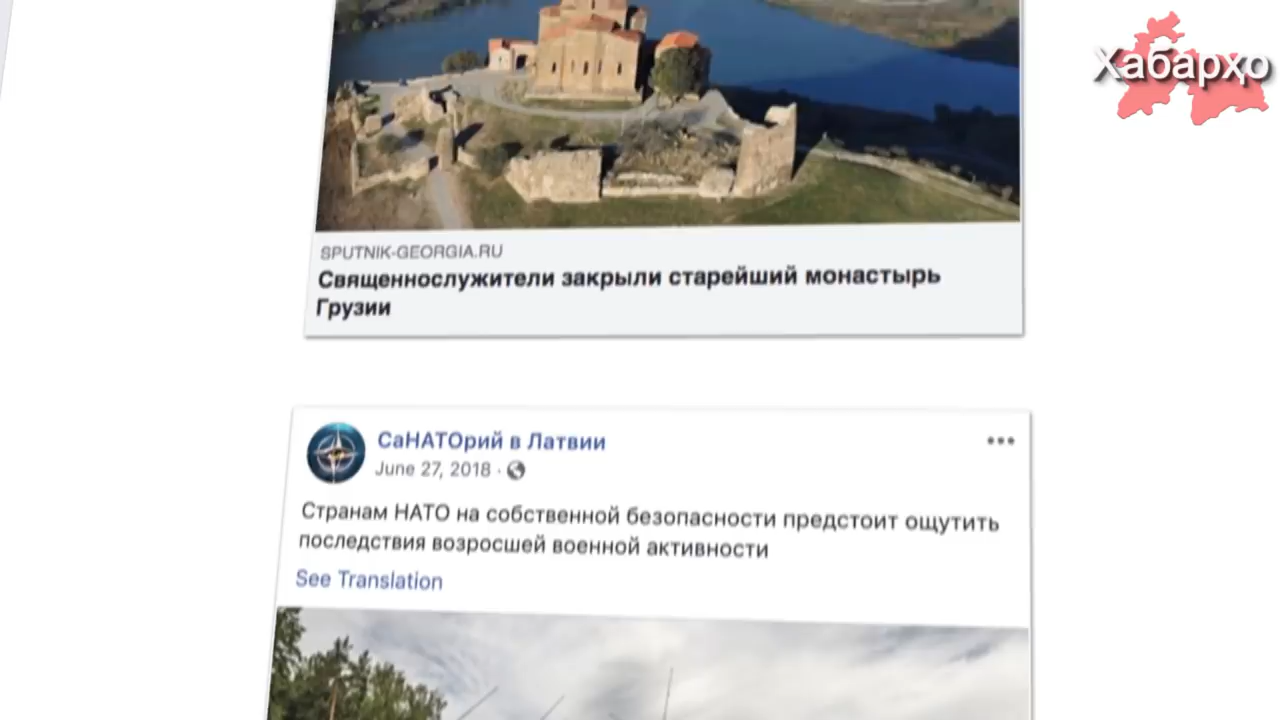 Хабарҳо
SPUTNIK-GEORGIA.RU
Священнослужители закрыли старейший монастырь
Грузии
СаНАТОрий в Латвии
June 27, 2018
Странам НАТО на собственной безопасности предстоит ощутить
последствия возросшей военной активности
See Translation